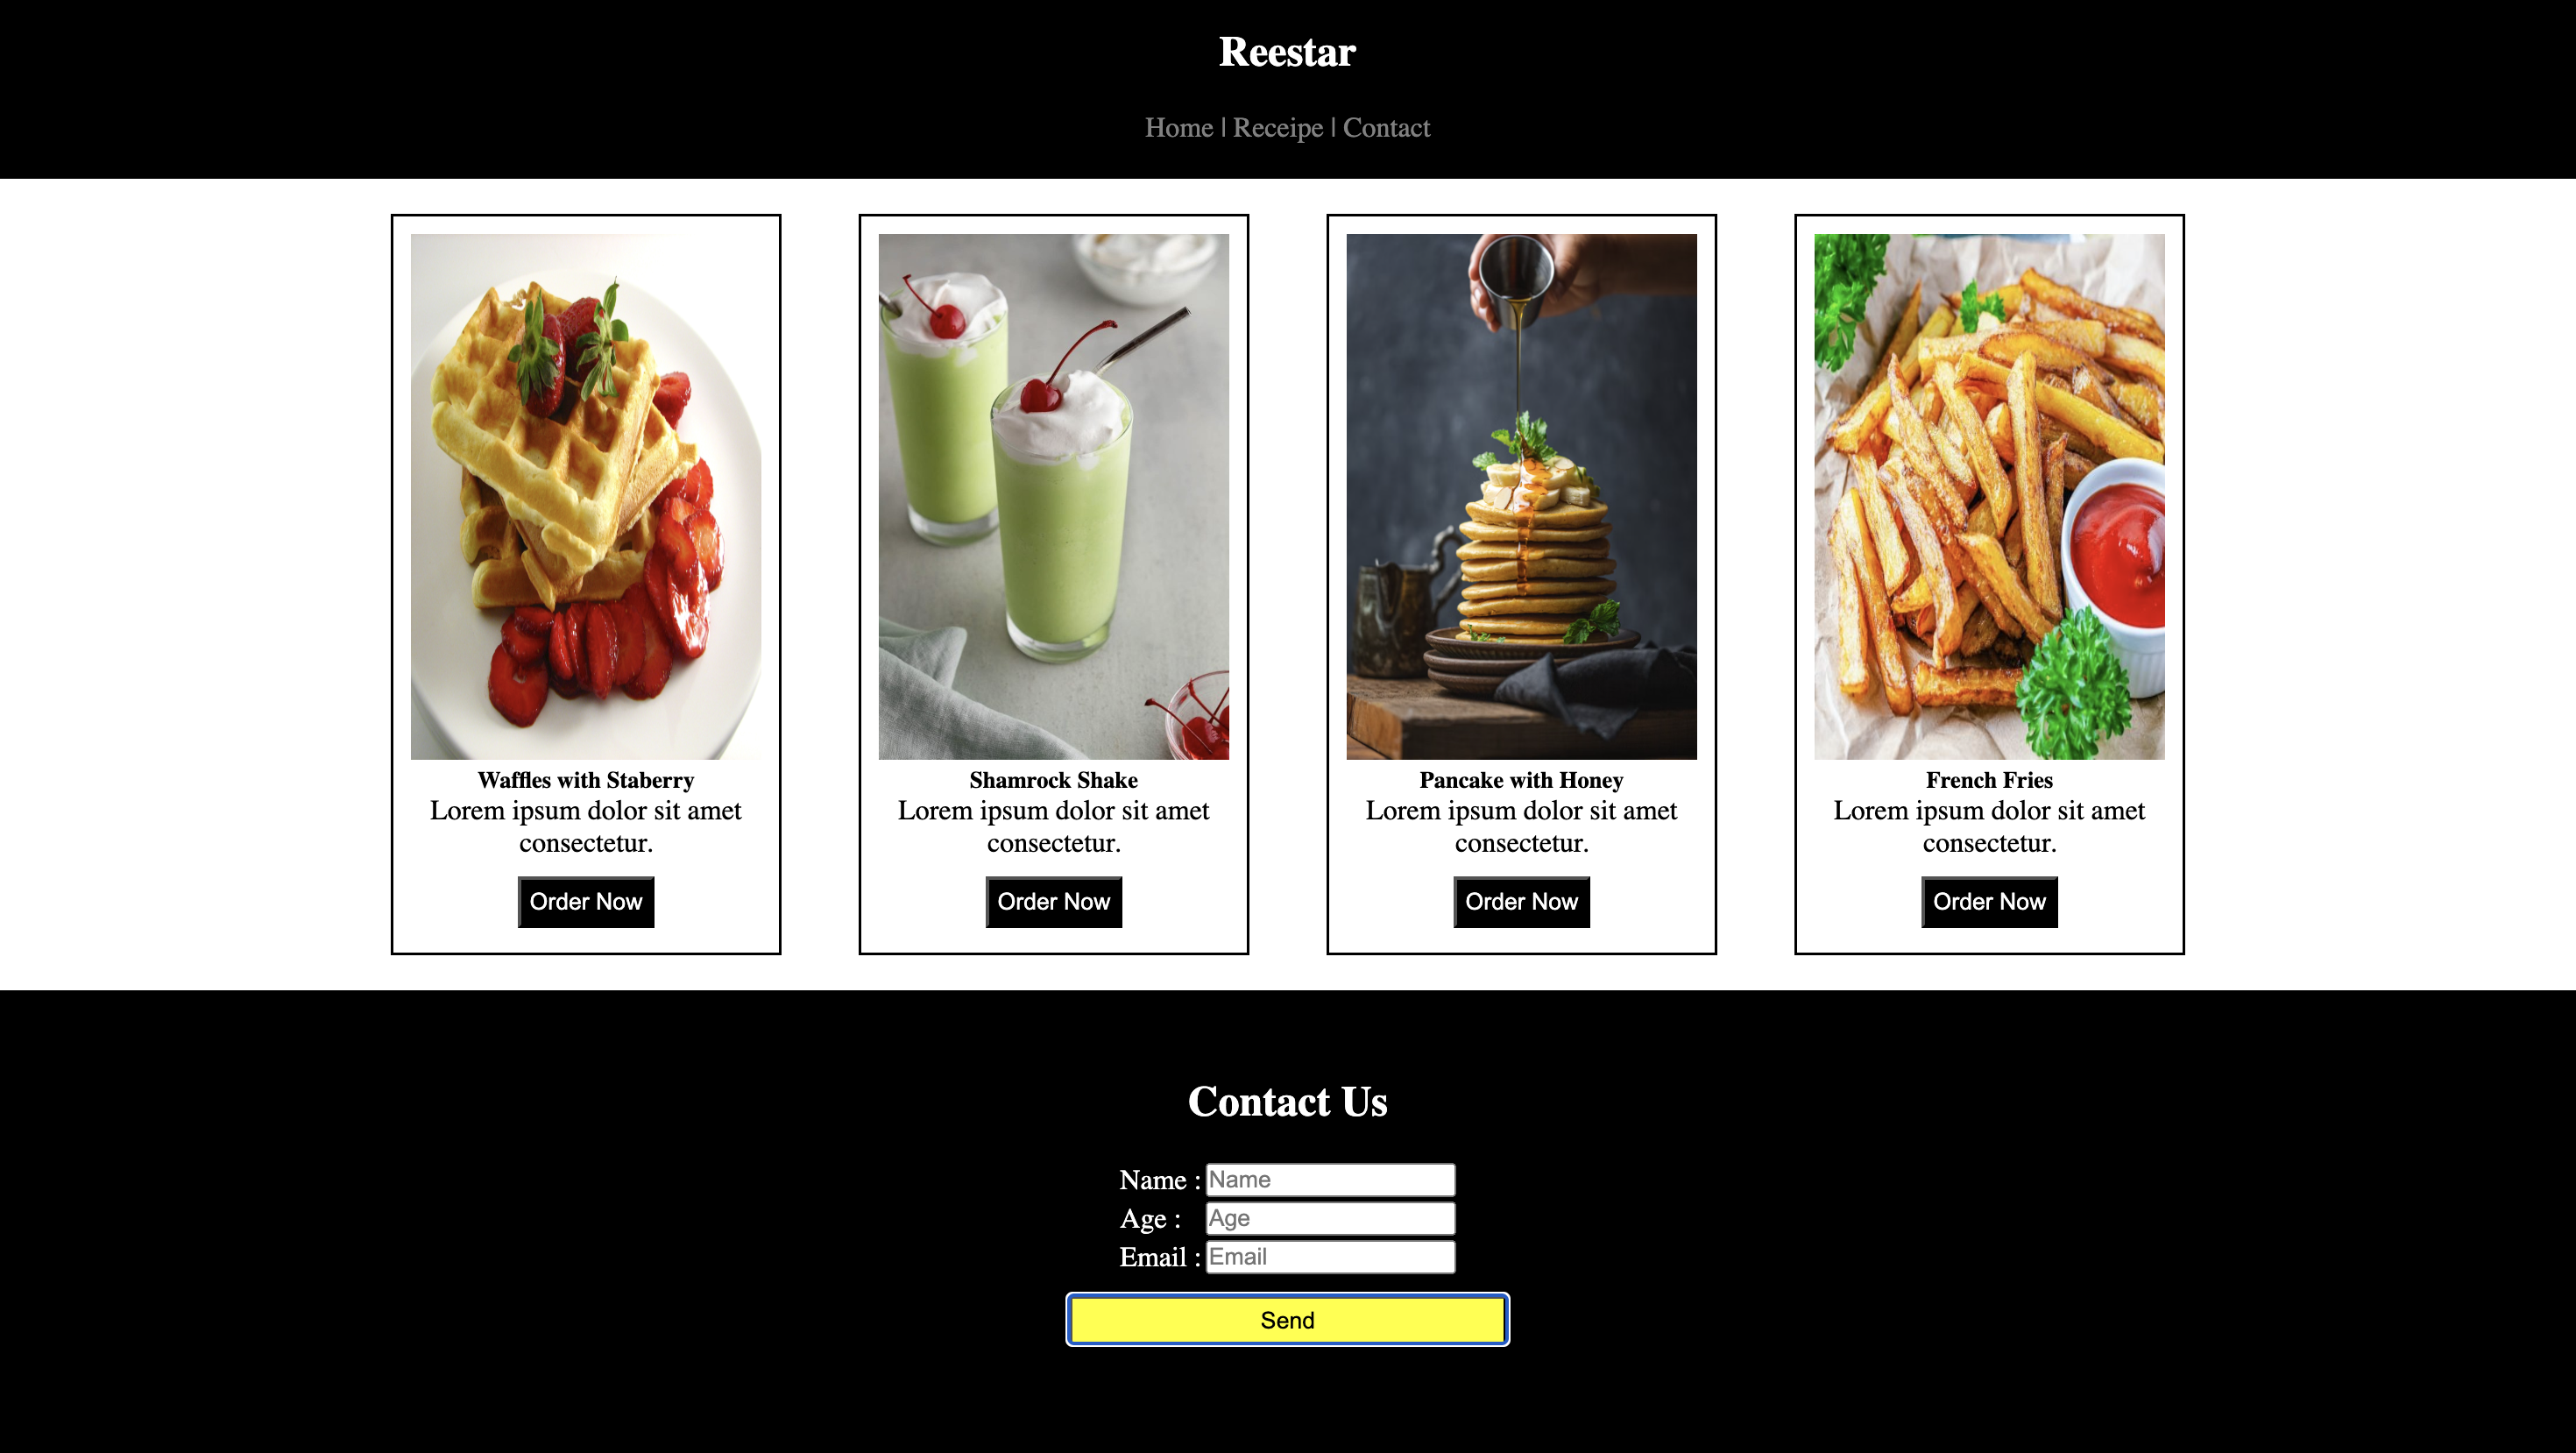 Reestar
Home | Receipe | Contact
Waffles with Staberry
Lorem ipsum dolor sit amet
consectetur.
Order Now
Shamrock Shake
Lorem ipsum dolor sit amet
consectetur.
Order Now
Pancake with Honey
Lorem ipsum dolor sit amet
consectetur.
Order Now
French Fries
Lorem ipsum dolor sit amet
consectetur.
Order Now
Contact Us
Name : Name
Age : Age
Email : Email
Send